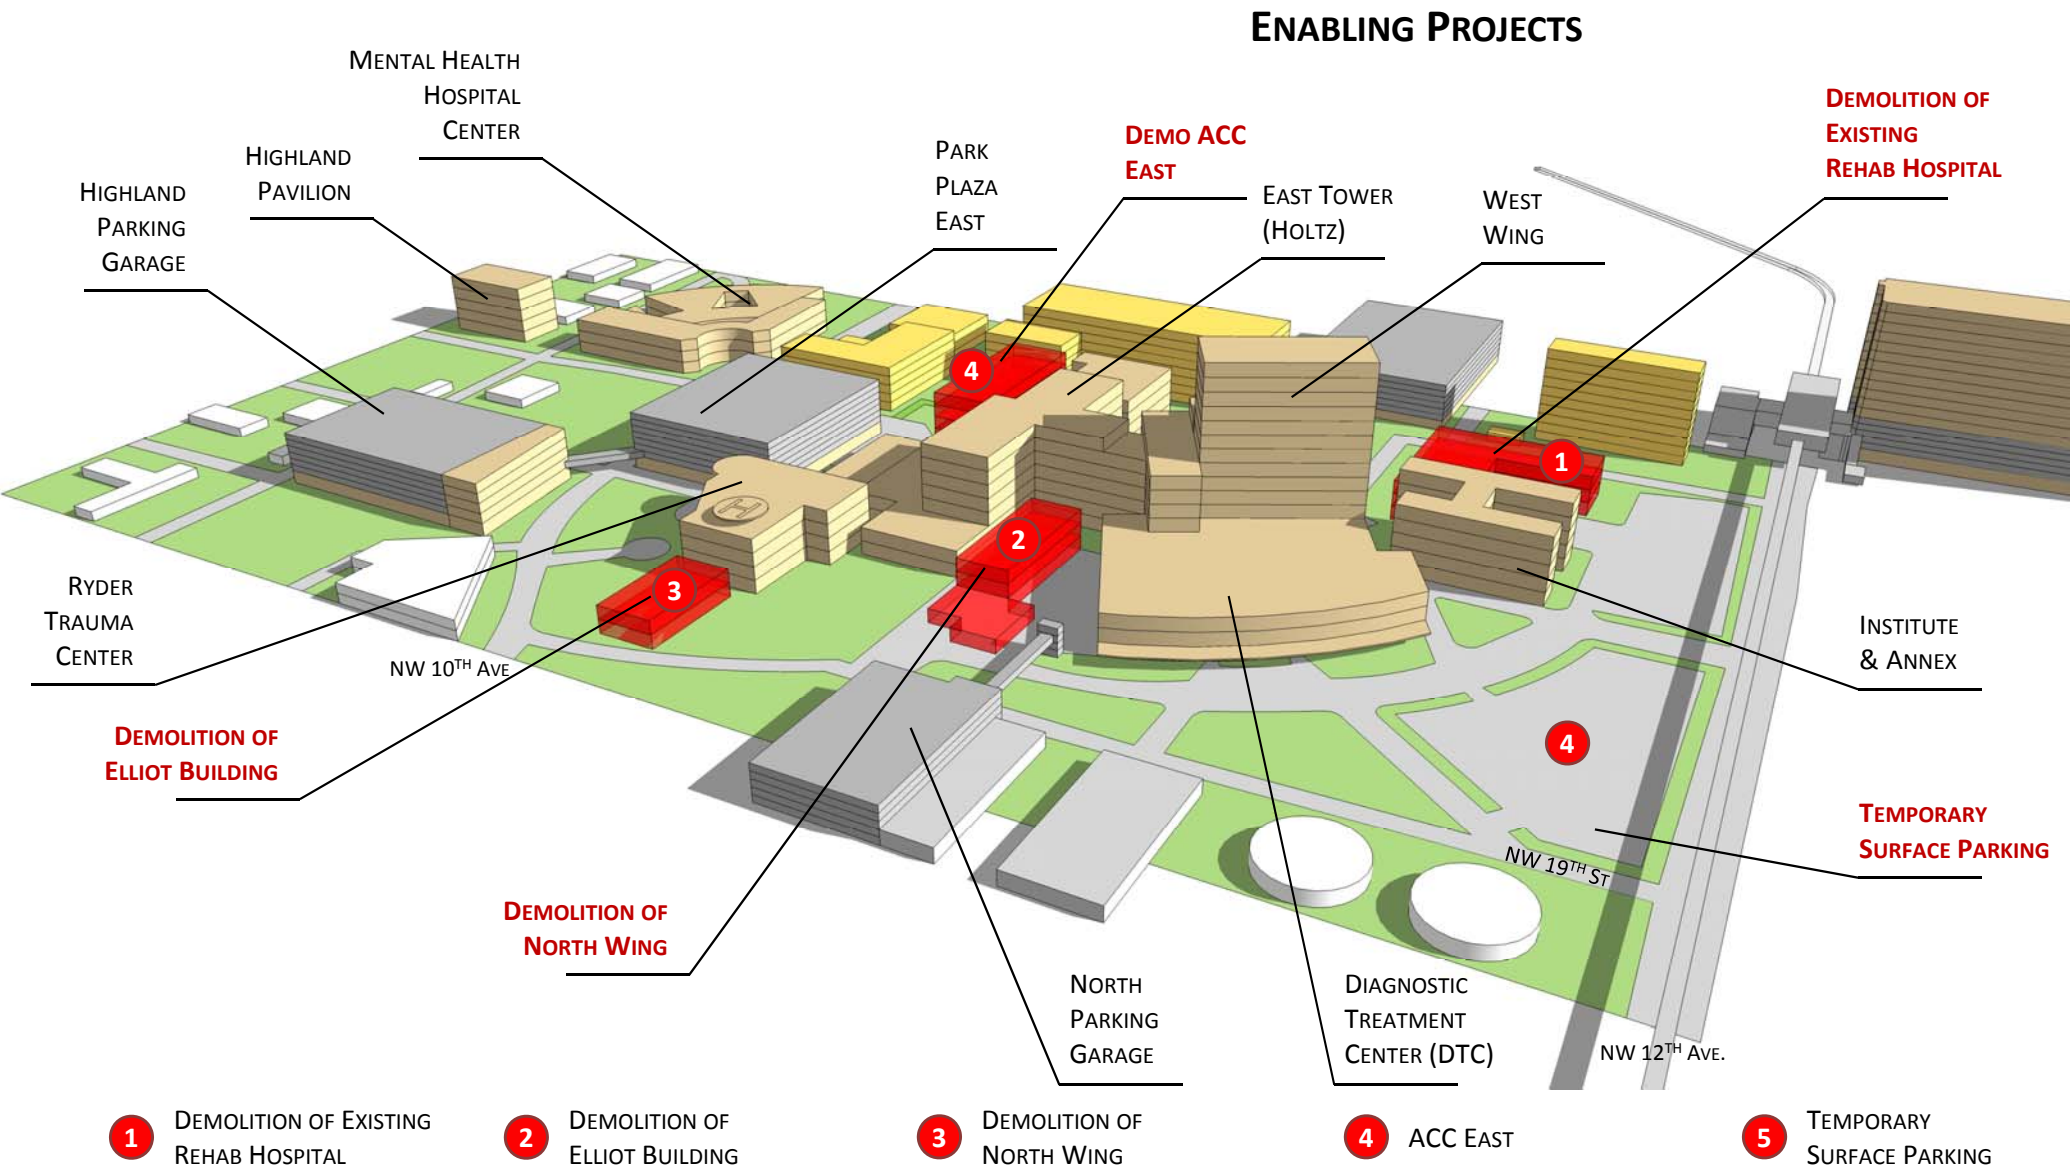 ENABLING PROJECTS
MENTAL HEALTH
HOSPITAL
CENTER
HIGHLAND
PAVILION
HIGHLAND
PARKING
GARAGE
PARK
PLAZA
EAST
DEMO ACC
EAST
EAST TOWER
(HOLTZ)
WEST
WING
DEMOLITION OF
EXISTING
REHAB HOSPITAL
4
1
2
3
H
RYDER
TRAUMA
CENTER
NW 10TH AVE
INSTITUTE
& ANNEX
DEMOLITION OF
ELLIOT BUILDING
4
TEMPORARY
SURFACE PARKING
NW 19TH ST
DEMOLITION OF
NORTH WING
NORTH
PARKING
GARAGE
DIAGNOSTIC
TREATMENT
CENTER (DTC)
NW 12TH AVE.
1 DEMOLITION OF EXISTING
REHAB HOSPITAL
2 DEMOLITION OF
ELLIOT BUILDING
3 DEMOLITION OF
NORTH WING
4 ACC EAST
5 TEMPORARY
SURFACE PARKING